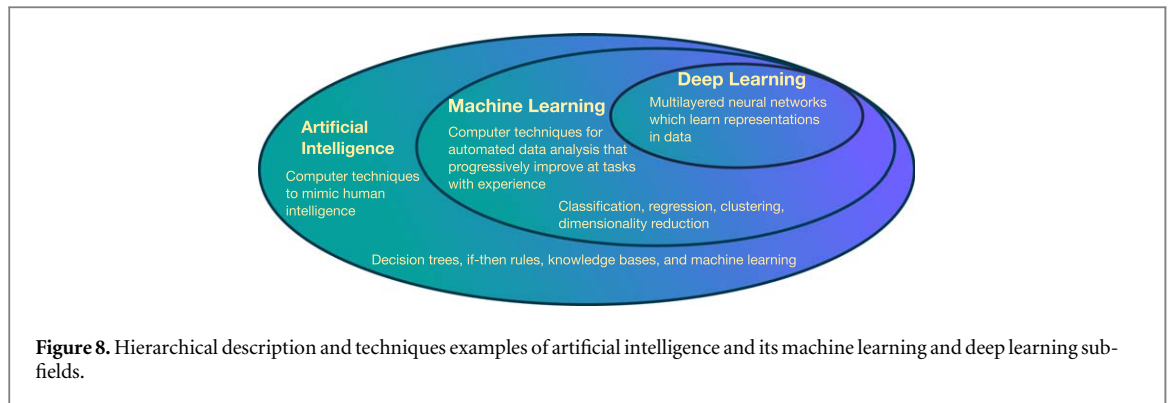 Deep Learning
Multilayered neural networks
which learn representations
in data
Machine Learning
Computer techniques for
automated data analysis that
progressively improve at tasks
with experience
Classification, regression, clustering,
dimensionality reduction
Artificial
Intelligence
Computer techniques
to mimic human
intelligence
Decision trees, if-then rules, knowledge bases, and machine learning
Figure 8. Hierarchical description and techniques examples of artificial intelligence and its machine learning and deep learning sub-
fields.